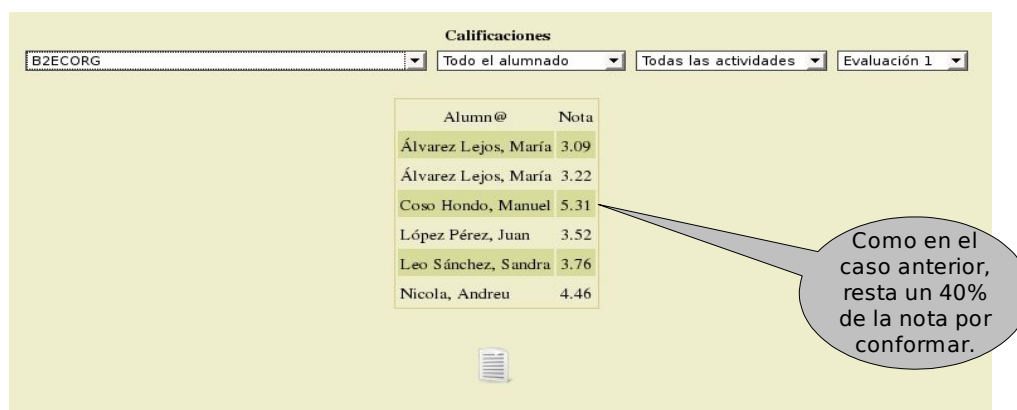 Calificaciones
B2ECORG Todo el alumnado Todas las actividades Evaluación 1
Alumn@ Nota
Álvarez Lejos, María 3.09
Álvarez Lejos, María 3.22
Coso Hondo, Manuel 5.31
López Pérez, Juan 3.52
Leo Sánchez, Sandra 3.76
Nicola, Andreu 4.46
Como en el
caso anterior,
resta un 40%
de la nota por
conformar.